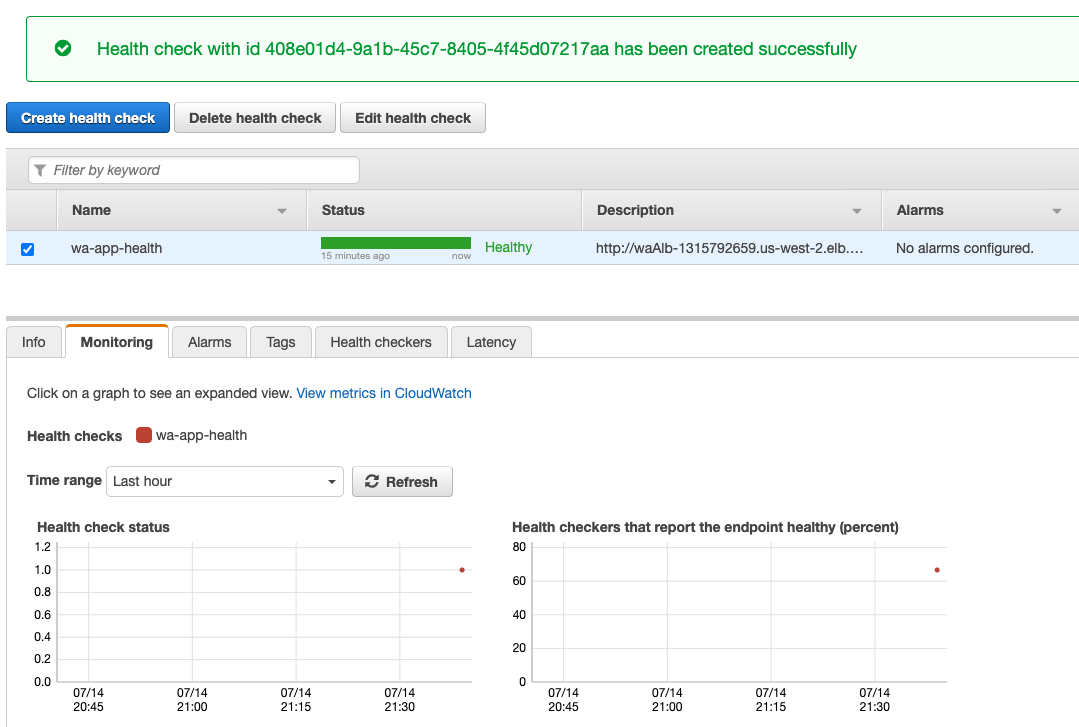 Health check with id 408e01d4-9a1b-45c7-8405-4f45d07217aa has been created successfully
Create health check Delete health check Edit health check
Filter by keyword
Name Status Description Alarms
wa-app-health Healthy http://waAlb-1315792659.us-west-2.elb.... No alarms configured.
15 minutes ago now
Info Monitoring Alarms Tags Health checkers Latency
Click on a graph to see an expanded view. View metrics in CloudWatch
Health checks wa-app-health
Time range Last hour Refresh
Health check status
1.2
1.0
0.8
0.6
0.4
0.2
0.0
07/14 07/14 07/14 07/14
20:45 21:00 21:15 21:30
Health checkers that report the endpoint healthy (percent)
80
60
40
20
0
07/14 07/14 07/14 07/14
20:45 21:00 21:15 21:30